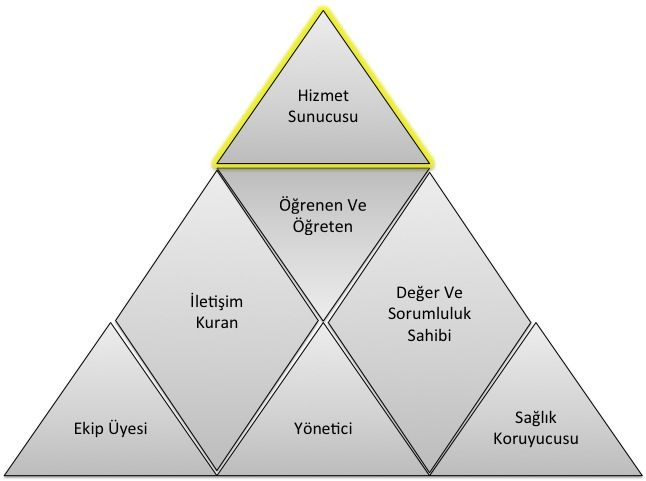 Hizmet
Sunucusu
Öğrenen Ve
Öğreten
İletişim
Kuran
Değer Ve
Sorumluluk
Sahibi
Ekip Üyesi
Yönetici
Sağlık
Koruyucusu